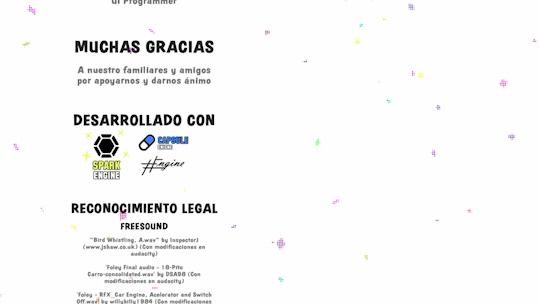 UI Programmer
MUCHAS GRACIAS
A nuestro familiares y amigos
por apoyarnos y darnos ánimo
DESARROLLADO CON
SPARK
ENGINE
CAPSULE
ENGINE
#Engine
RECONOCIMIENTO LEGAL
FREESOUND
"Bird Whistling, A.wav" by InspectorJ
(www.jshaw.co.uk) (Con modificaciones en
audacity)
'Foley Final audio - 18-Pito
Carro-consolidated.wav' by DSA98 (Con
modificaciones en audacity)
'Foley - RFX_Car Engine, Acelerator and Switch
Off.wav' by wilyhilly1984 (Con modificaciones